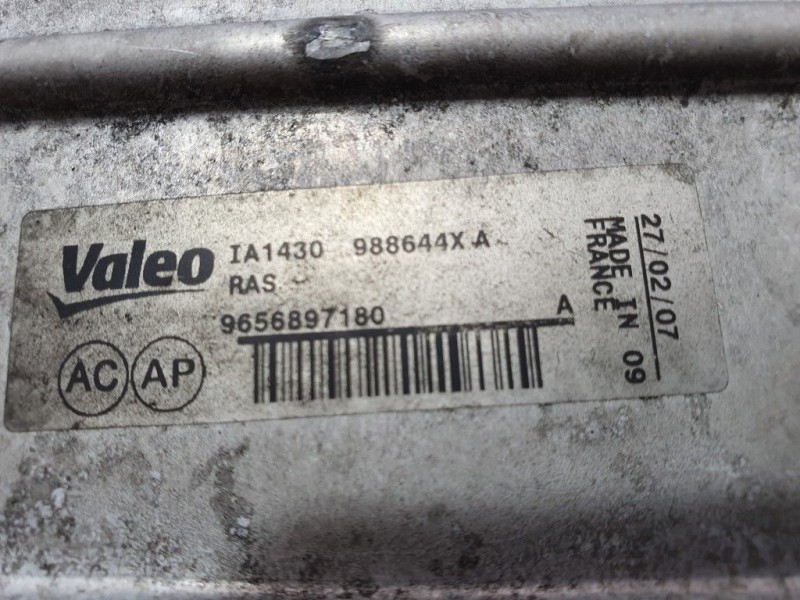 Valeo
IA1430 988644X A
RAS
9656897180 A
AC AP
27/02/07
MADE IN 09
FRANCE